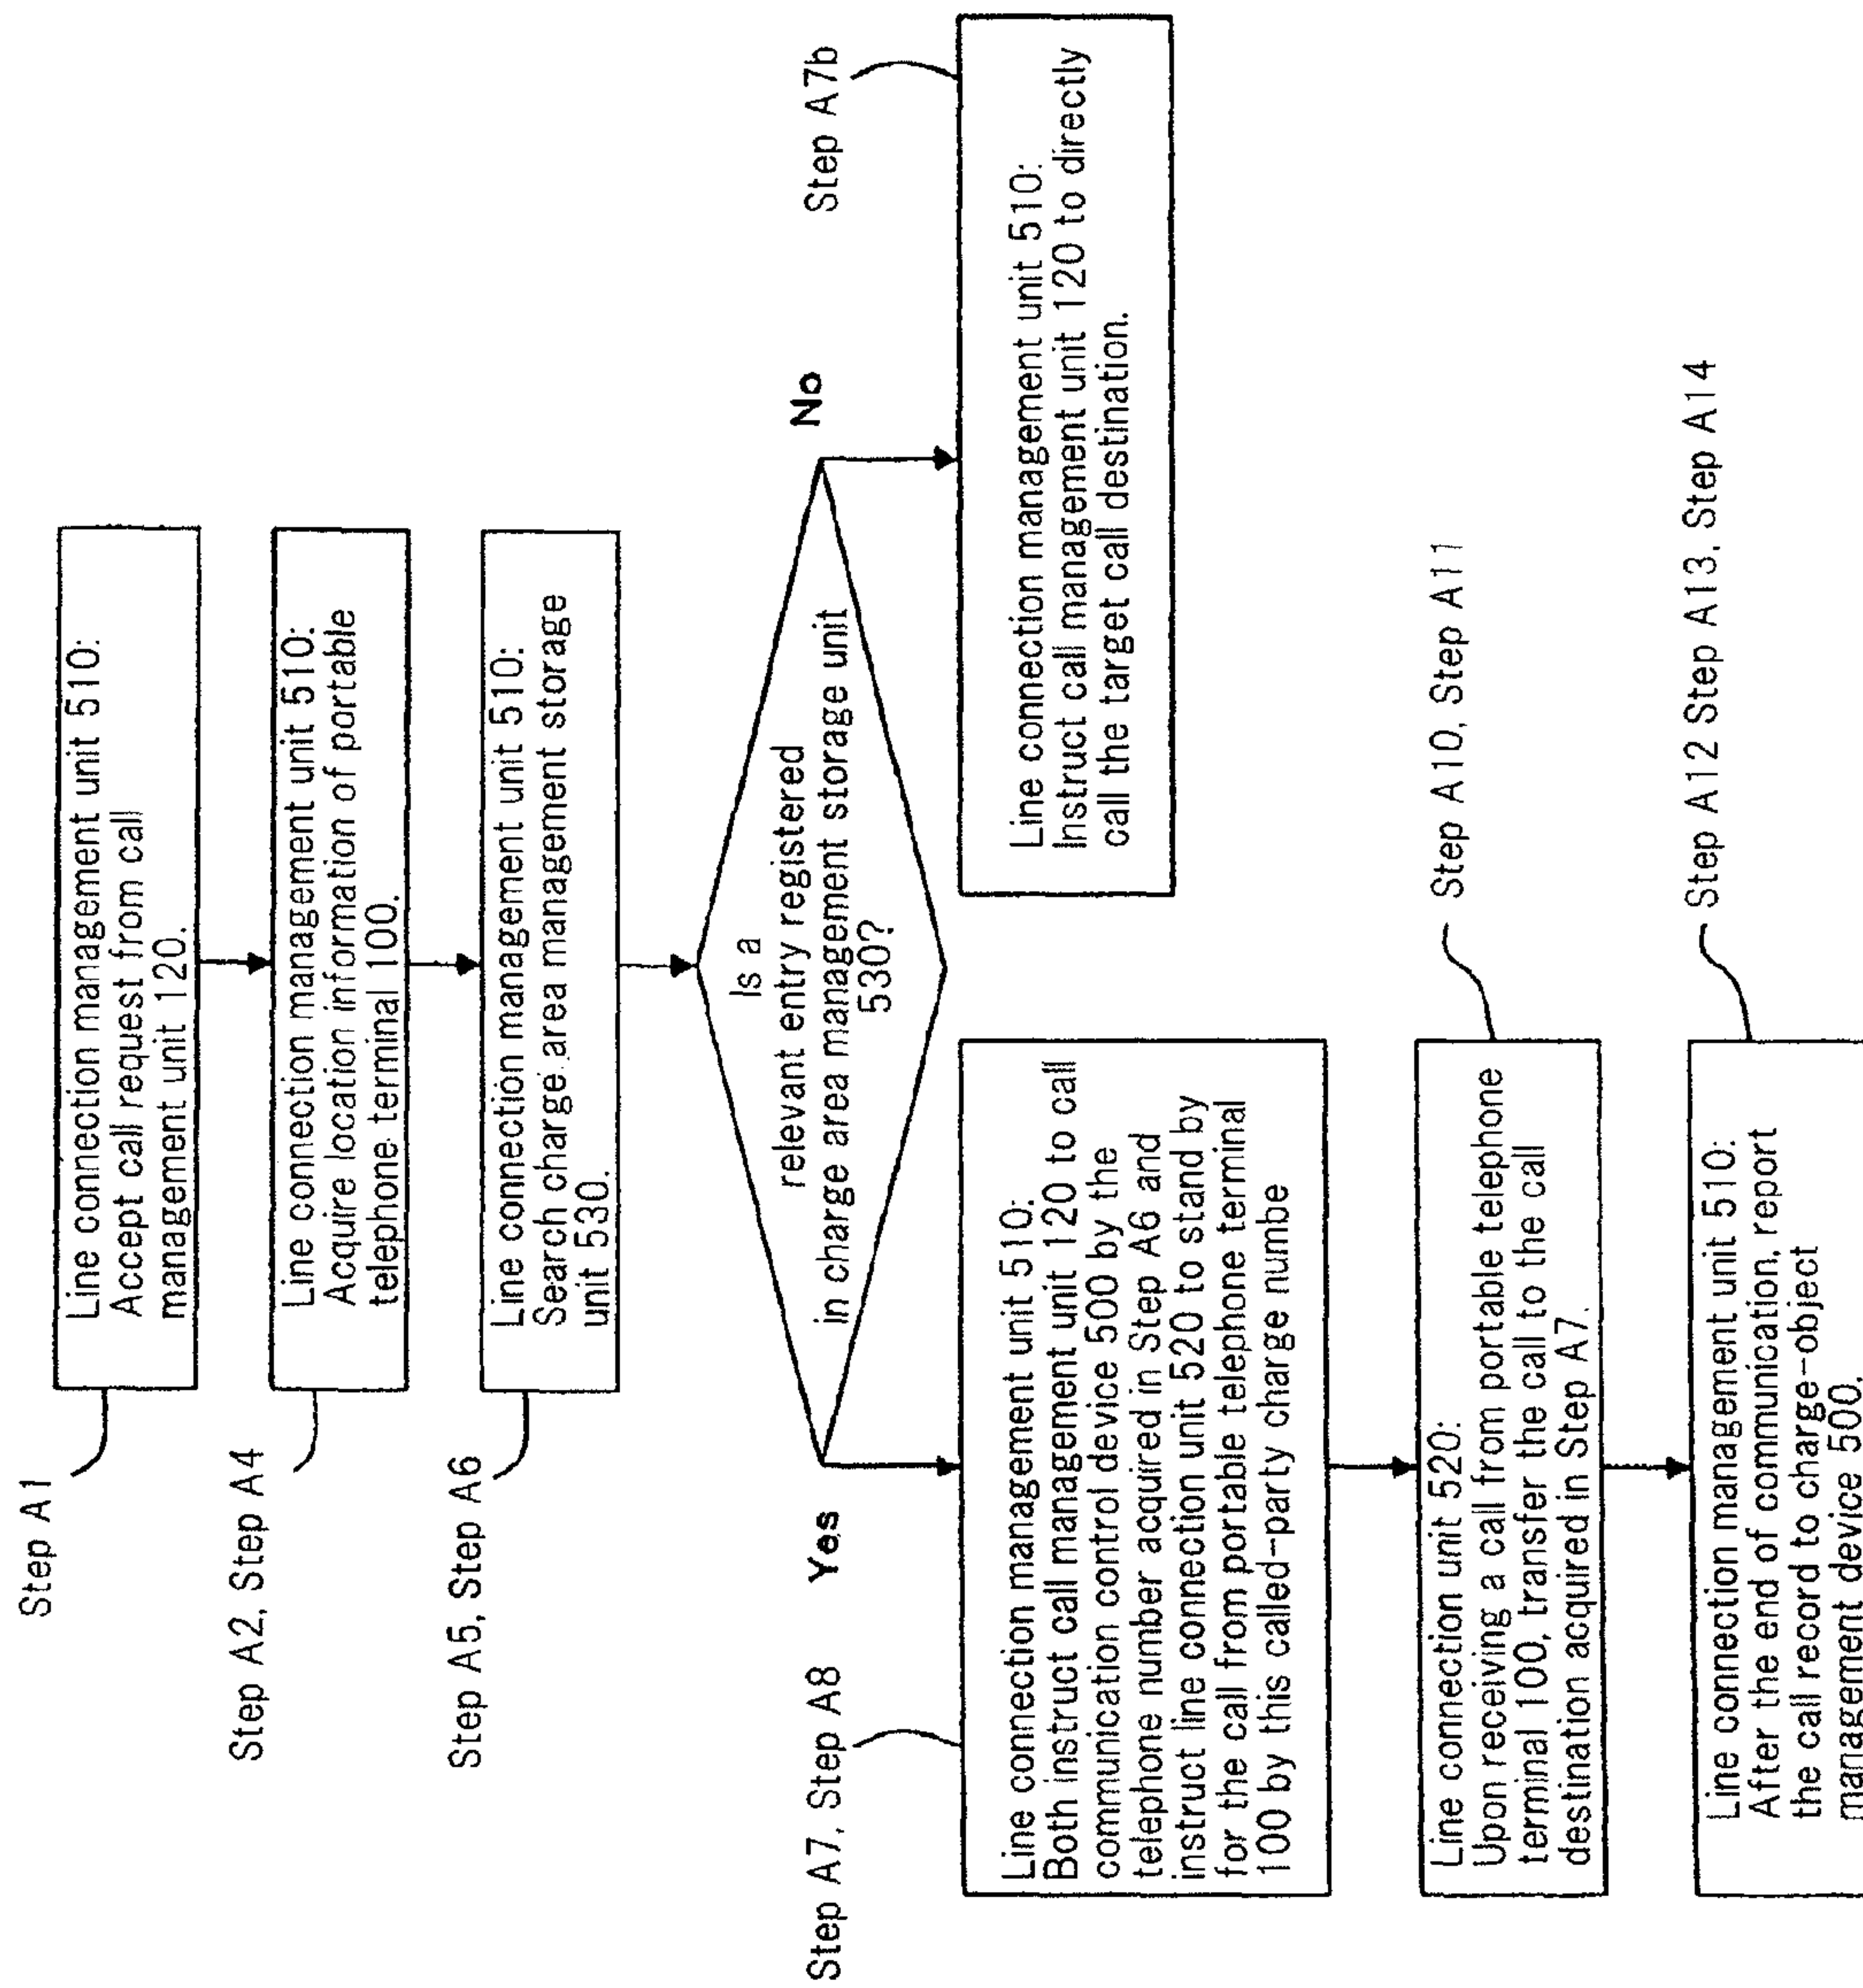 Step A1
Line connection management unit 510:
Accept call request from call
management unit 120.
Step A2, Step A4
Line connection management unit 510:
Acquire location information of portable
telephone terminal 100.
Step A5, Step A6
Line connection management unit 510:
Search charge area management storage
unit 530.
Is a
relevant entry registered
in charge area management storage unit
530?
Yes
No
Step A7, Step A8
Line connection management unit 510:
Both instruct call management unit 120 to call
communication control device 500 by the
telephone number acquired in Step A6 and
instruct line connection unit 520 to stand by
for the call from portable telephone terminal
100 by this called-party charge numbe
Step A7b
Line connection management unit 510:
Instruct call management unit 120 to directly
call the target call destination.
Line connection unit 520:
Upon receiving a call from portable telephone
terminal 100, transfer the call to the call
destination acquired in Step A7.
Step A10, Step A11
Line connection management unit 510:
After the end of communication, report
the call record to charge-object
management device 500.
Step A12 Step A13, Step A14